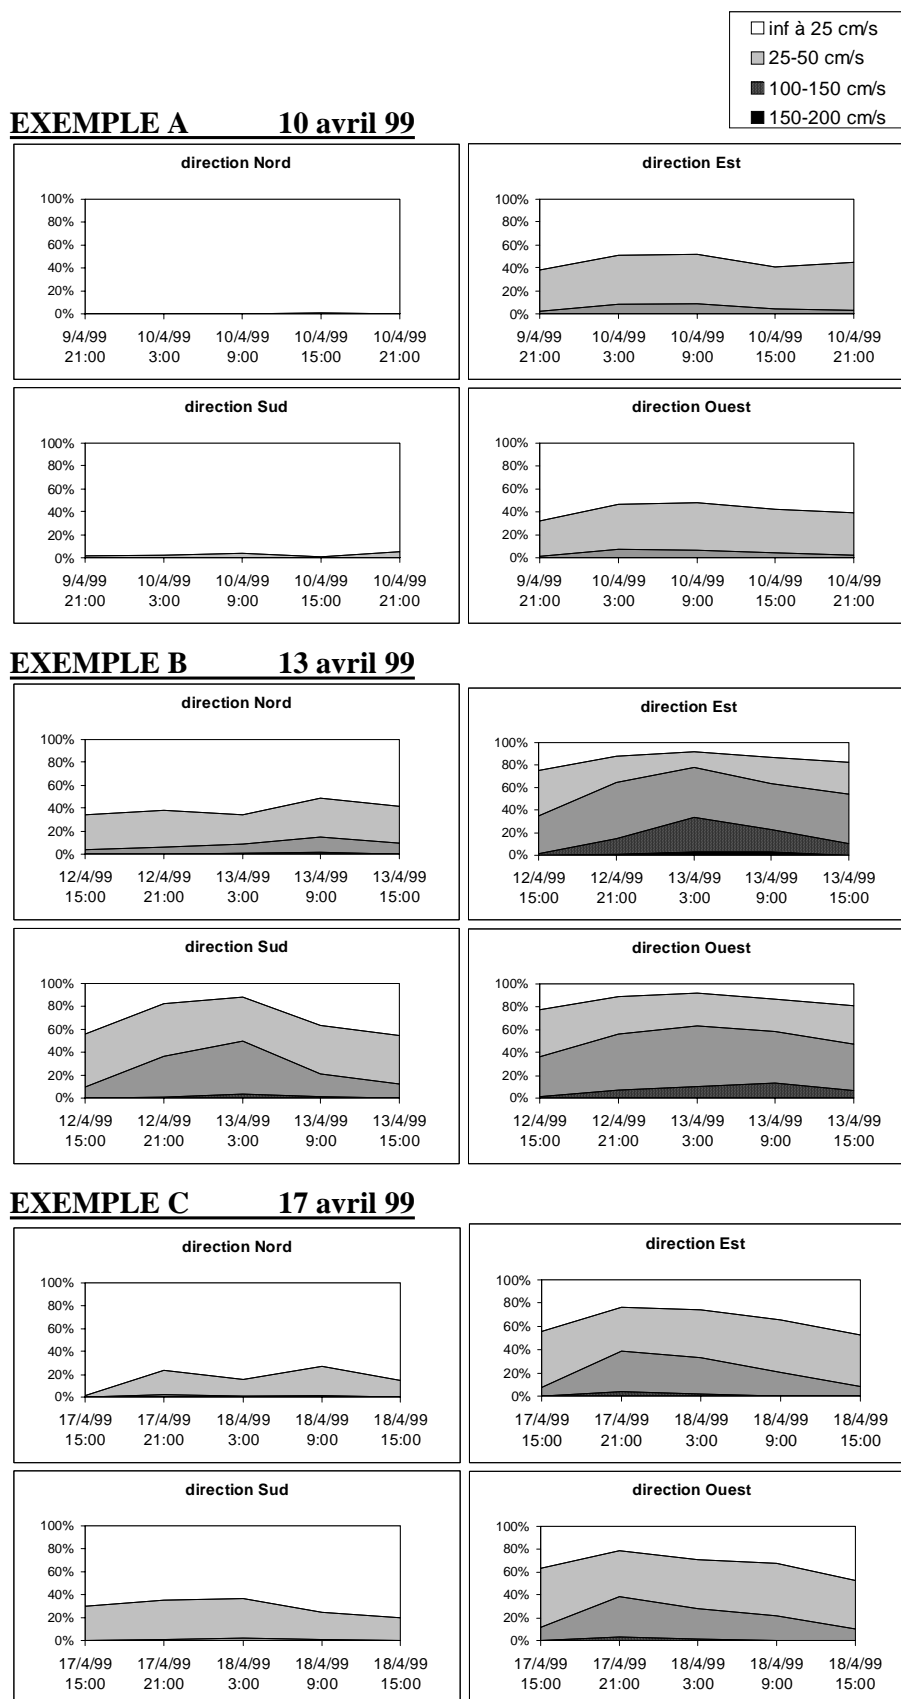 inf à 25 cm/s
25-50 cm/s
100-150 cm/s
150-200 cm/s
EXEMPLE A 10 avril 99
direction Nord
100%
80%
60%
40%
20%
0%
9/4/99 10/4/99 10/4/99 10/4/99 10/4/99
21:00 3:00 9:00 15:00 21:00
direction Est
100%
80%
60%
40%
20%
0%
9/4/99 10/4/99 10/4/99 10/4/99 10/4/99
21:00 3:00 9:00 15:00 21:00
direction Sud
100%
80%
60%
40%
20%
0%
9/4/99 10/4/99 10/4/99 10/4/99 10/4/99
21:00 3:00 9:00 15:00 21:00
direction Ouest
100%
80%
60%
40%
20%
0%
9/4/99 10/4/99 10/4/99 10/4/99 10/4/99
21:00 3:00 9:00 15:00 21:00
EXEMPLE B 13 avril 99
direction Nord
100%
80%
60%
40%
20%
0%
12/4/99 12/4/99 13/4/99 13/4/99 13/4/99
15:00 21:00 3:00 9:00 15:00
direction Est
100%
80%
60%
40%
20%
0%
12/4/99 12/4/99 13/4/99 13/4/99 13/4/99
15:00 21:00 3:00 9:00 15:00
direction Sud
100%
80%
60%
40%
20%
0%
12/4/99 12/4/99 13/4/99 13/4/99 13/4/99
15:00 21:00 3:00 9:00 15:00
direction Ouest
100%
80%
60%
40%
20%
0%
12/4/99 12/4/99 13/4/99 13/4/99 13/4/99
15:00 21:00 3:00 9:00 15:00
EXEMPLE C 17 avril 99
direction Nord
100%
80%
60%
40%
20%
0%
17/4/99 17/4/99 18/4/99 18/4/99 18/4/99
15:00 21:00 3:00 9:00 15:00
direction Est
100%
80%
60%
40%
20%
0%
17/4/99 17/4/99 18/4/99 18/4/99 18/4/99
15:00 21:00 3:00 9:00 15:00
direction Sud
100%
80%
60%
40%
20%
0%
17/4/99 17/4/99 18/4/99 18/4/99 18/4/99
15:00 21:00 3:00 9:00 15:00
direction Ouest
100%
80%
60%
40%
20%
0%
17/4/99 17/4/99 18/4/99 18/4/99 18/4/99
15:00 21:00 3:00 9:00 15:00